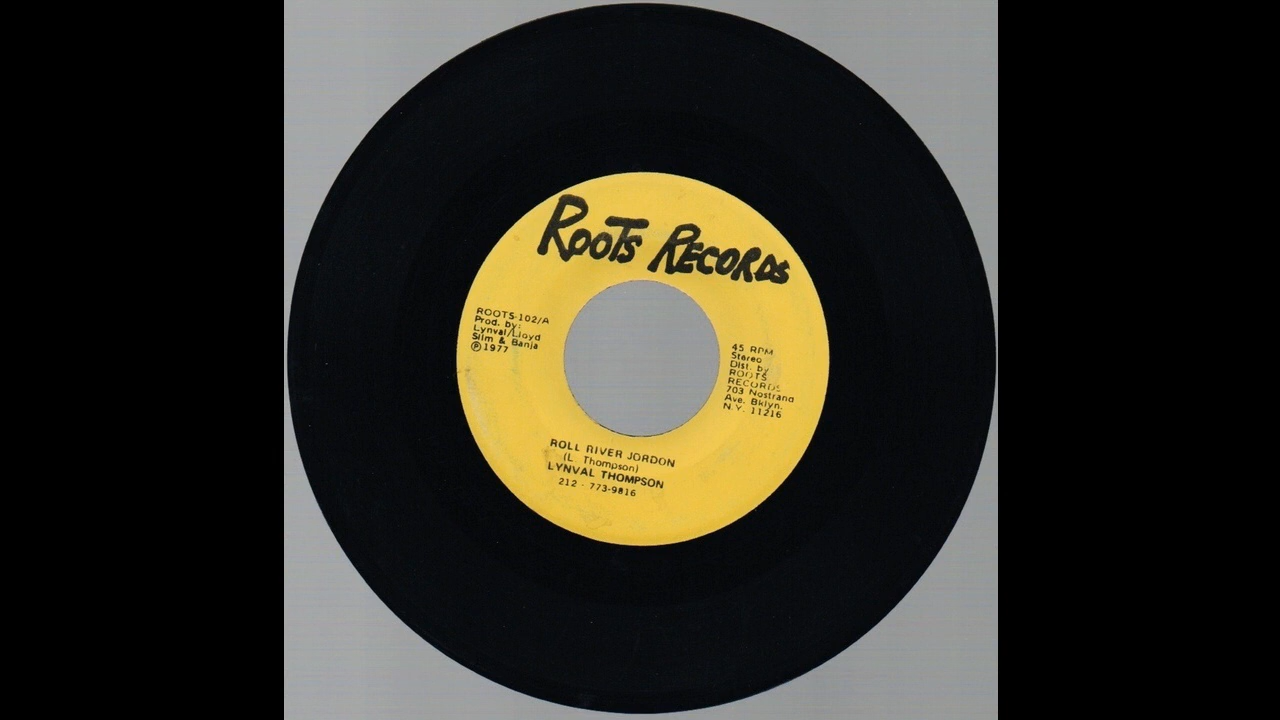 ROOTS RECORDS
ROOTS-102/A
Prod. by:
Lynval/Lloyd
Slim & Banja
Ⓟ1977
45 RPM
Stereo
Dist. by
ROOTS
RECORDS
703 Nostrand
Ave. Bklyn.
N.Y. 11216
ROLL RIVER JORDON
(L. Thompson)
LYNVAL THOMPSON
212 - 773-9816